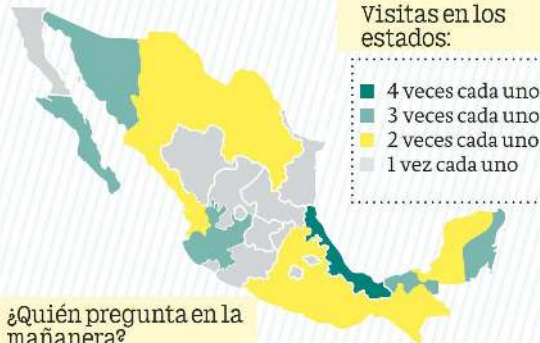 Visitas en los
estados:
4 veces cada uno
3 veces cada uno
2 veces cada uno
1 vez cada uno
¿Quién pregunta en la
mañanera?